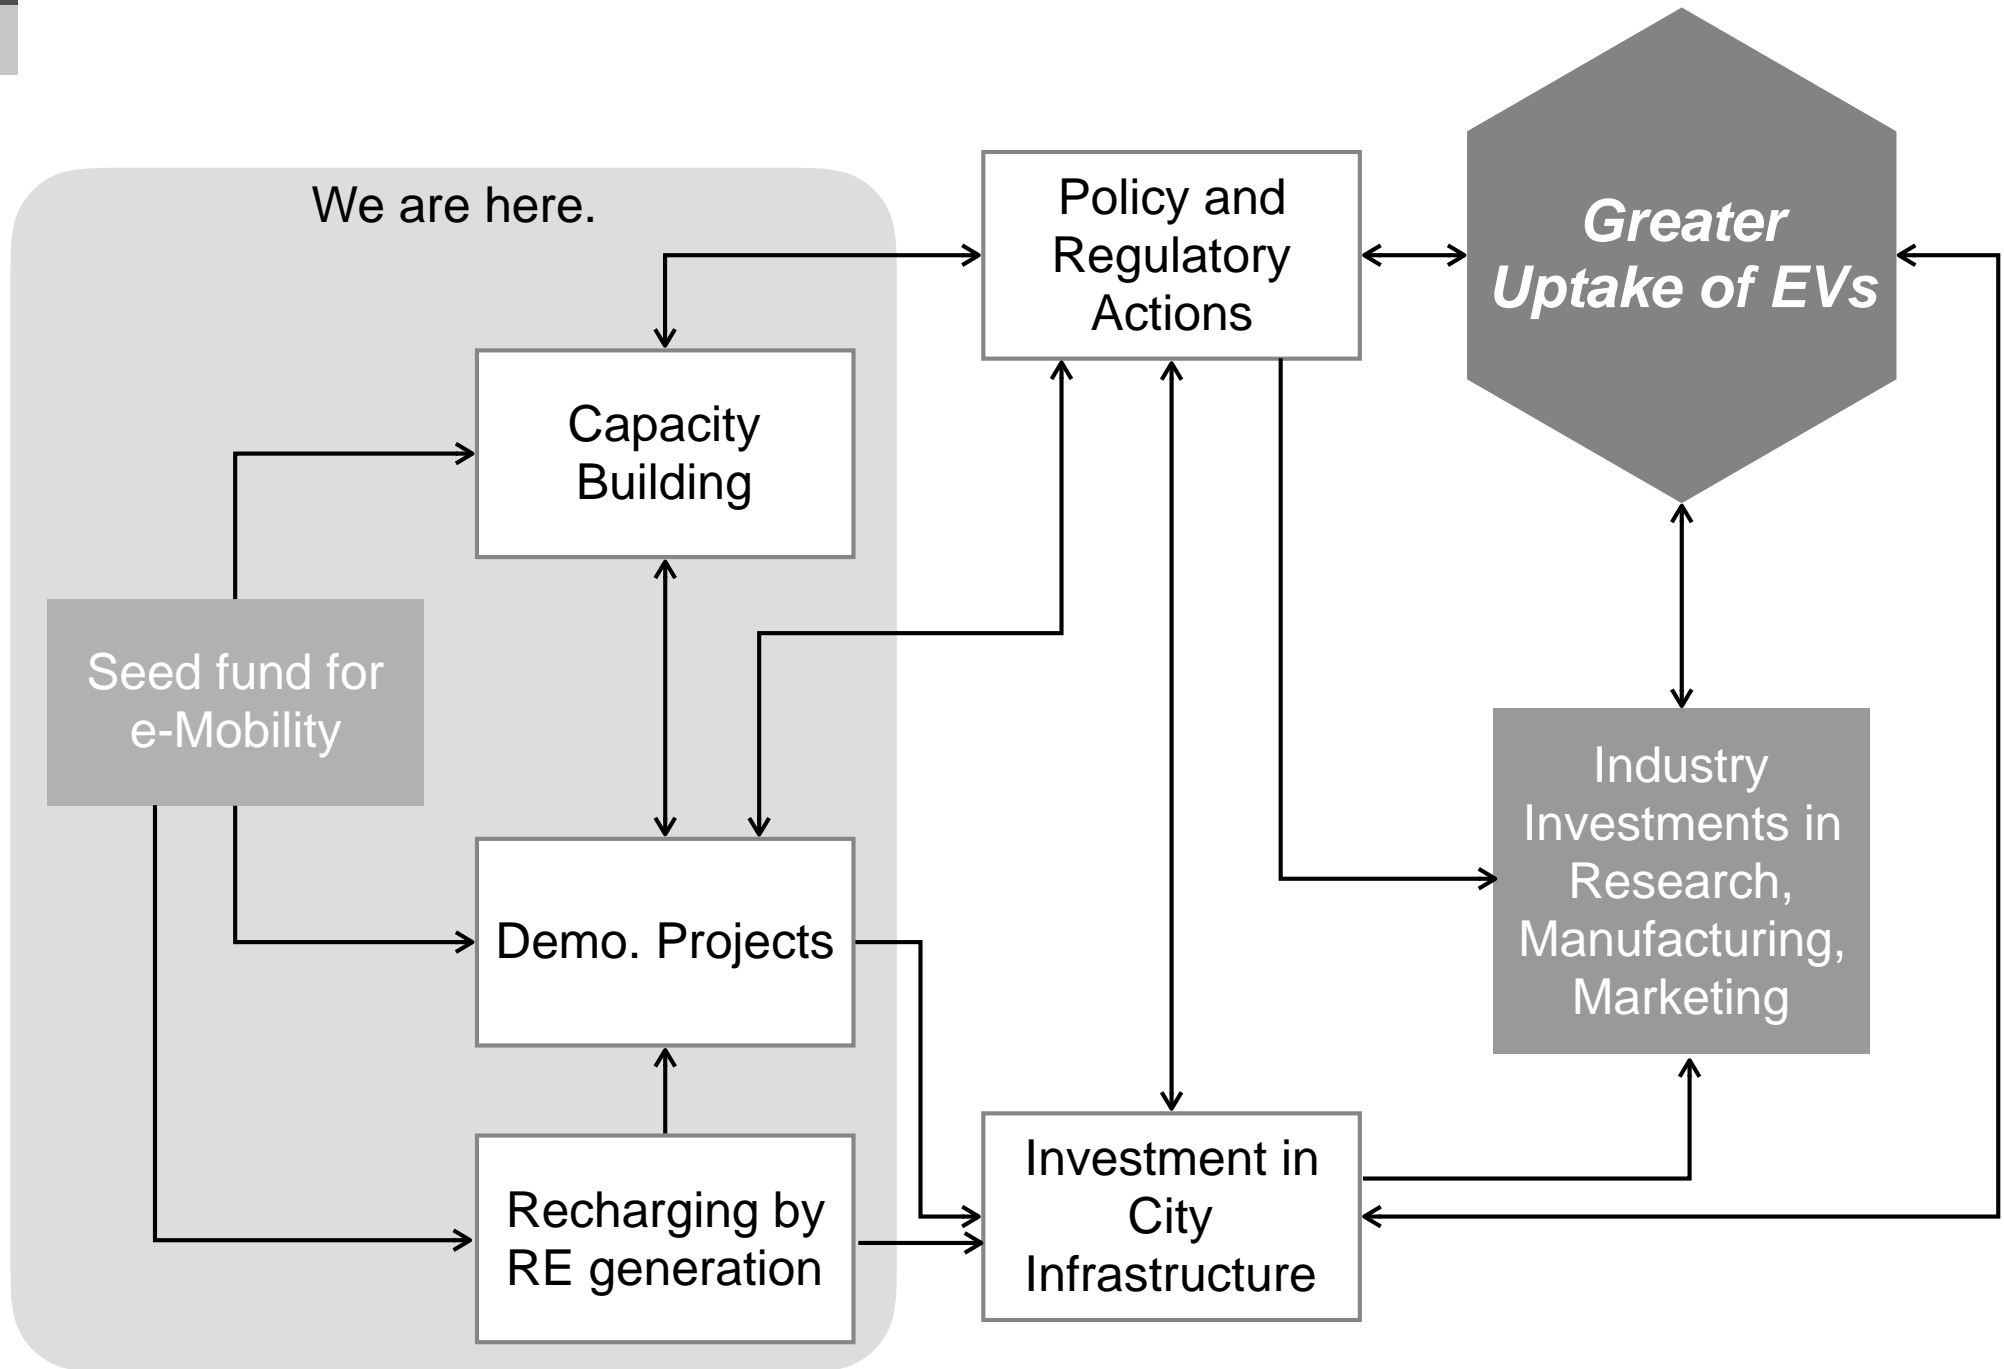 We are here.
Policy and
Regulatory
Actions
Greater
Uptake of EVs
Capacity
Building
Seed fund for
e-Mobility
Industry
Investments in
Research,
Manufacturing,
Marketing
Demo. Projects
Recharging by
RE generation
Investment in
City
Infrastructure